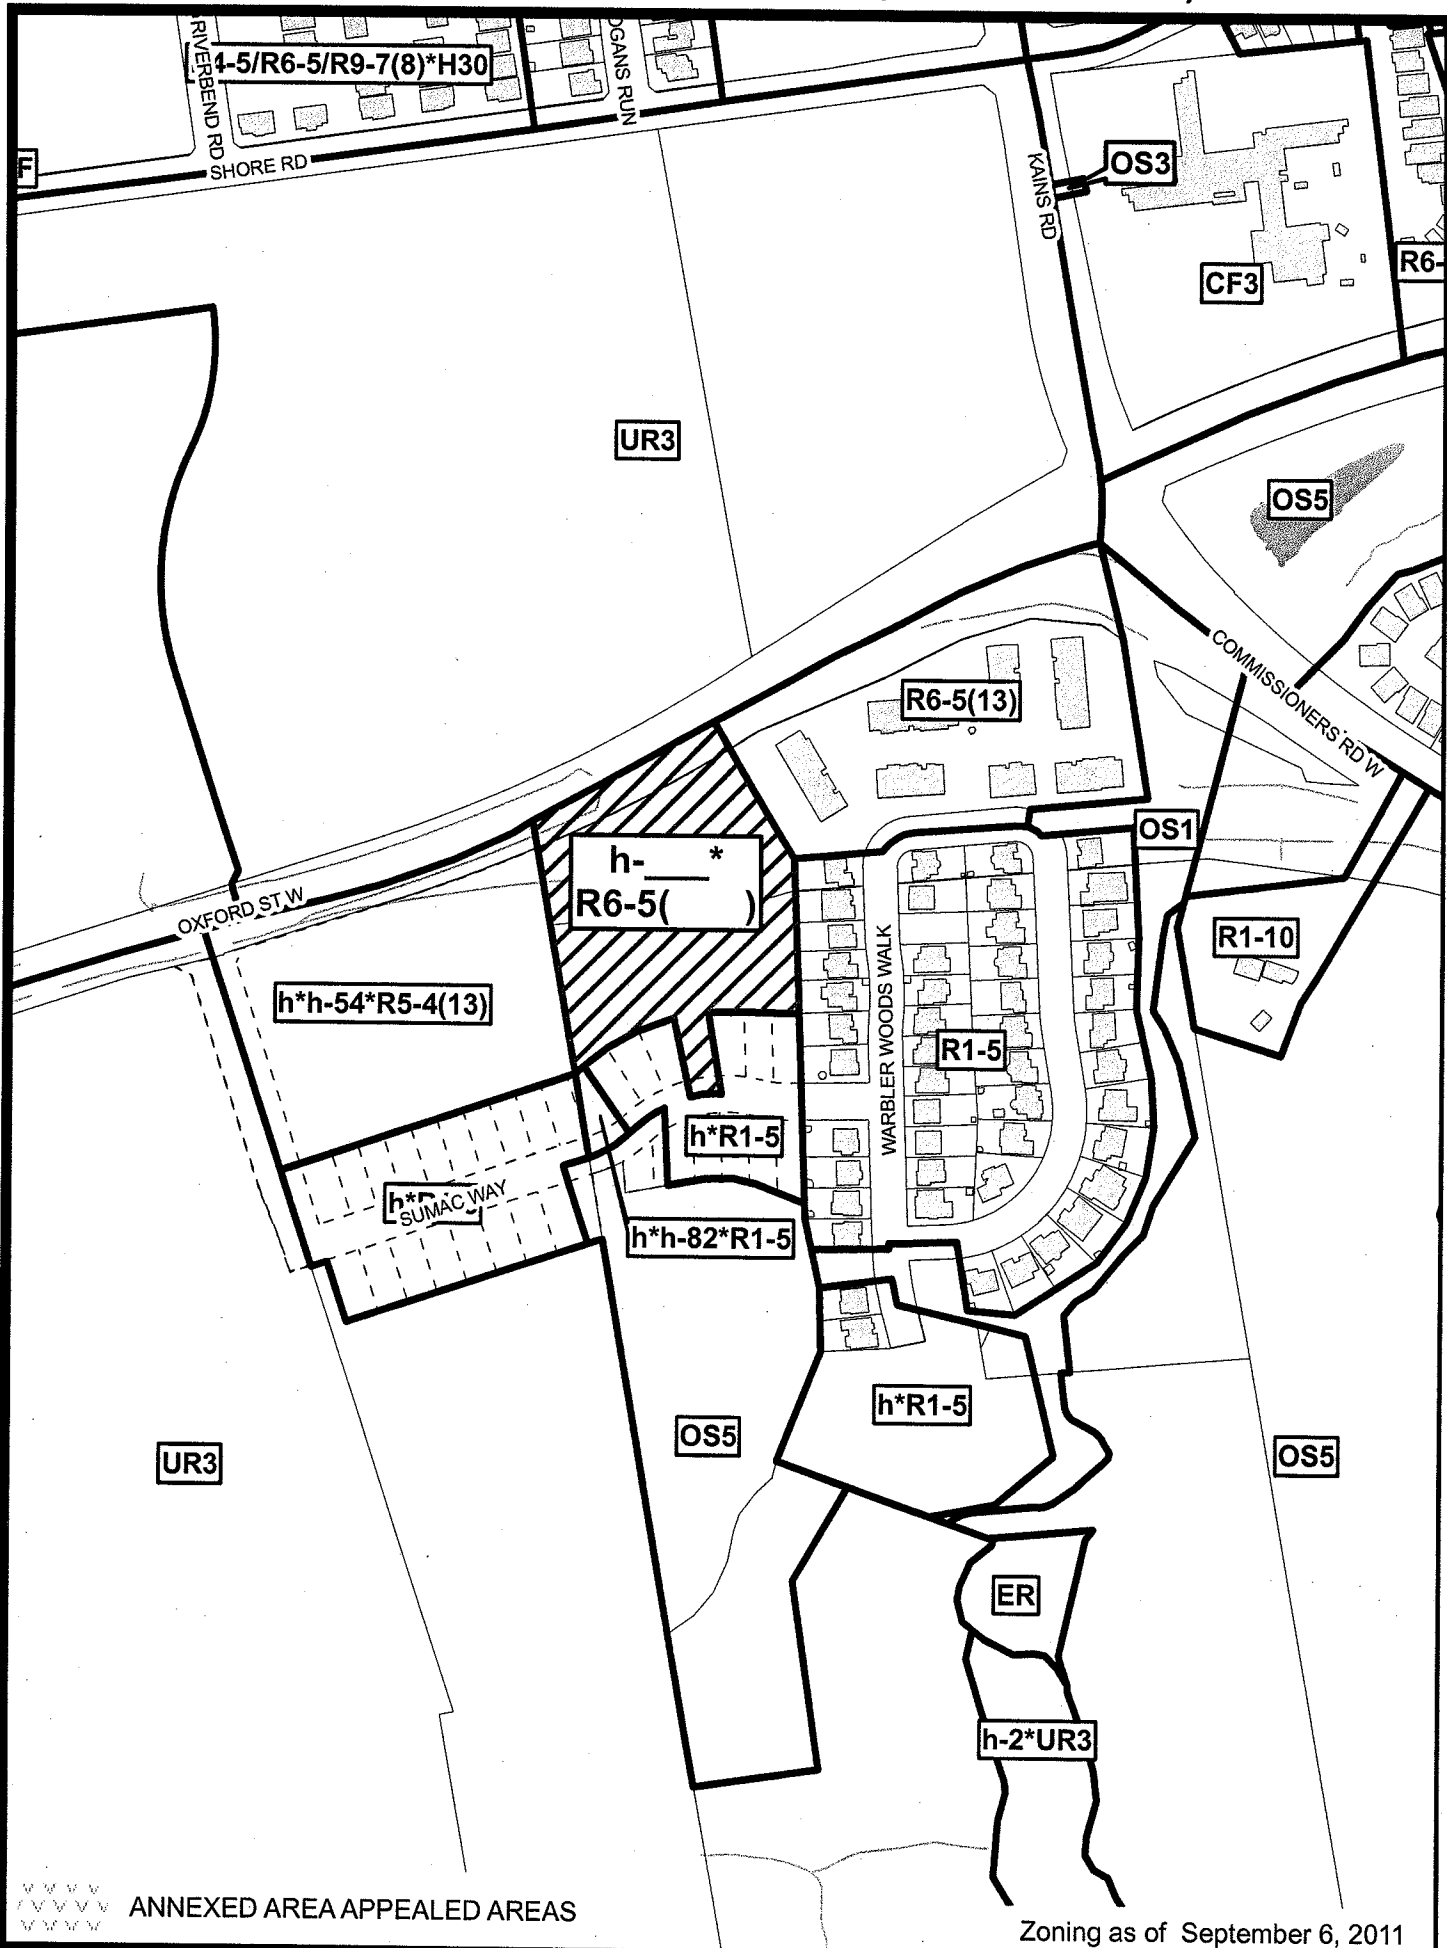 4-5/R6-5/R9-7(8)*H30
RIVERBEND RD
OGANS RUN
SHORE RD
F
KAINS RD
OS3
CF3
R6-
UR3
OS5
COMMISSIONERS RD W
R6-5(13)
OS1
h-____*
R6-5( )
OXFORD ST W
R1-10
h*h-54*R5-4(13)
WARBLER WOODS WALK
R1-5
h*R1-5
SUMAC WAY
h*h-82*R1-5
h*R1-5
OS5
UR3
OS5
ER
h-2*UR3
ANNEXED AREA APPEALED AREAS
Zoning as of September 6, 2011